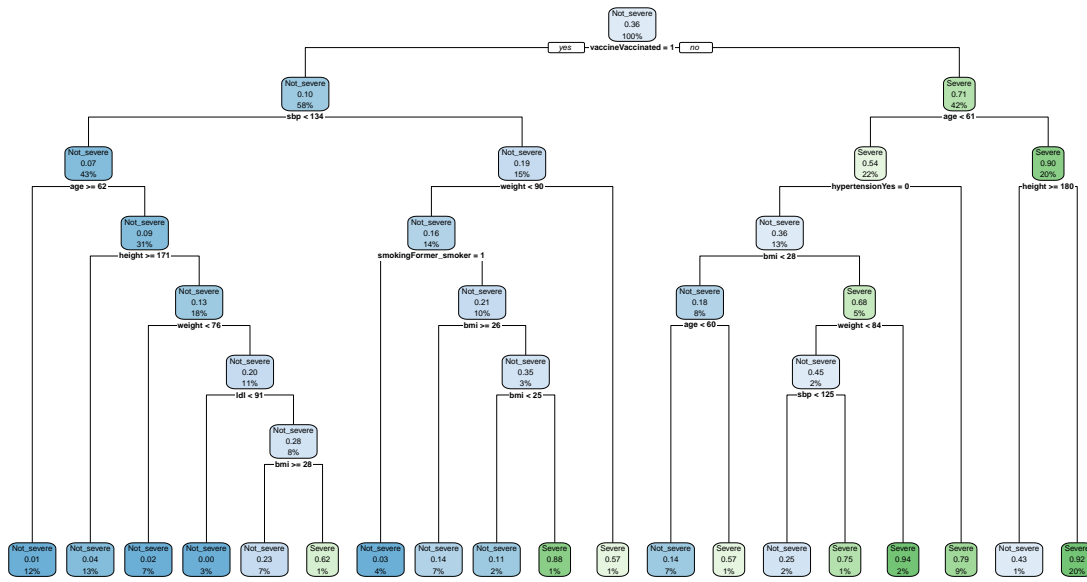 Not_severe
0.36
100%
yes vaccineVaccinated = 1 no
Not_severe
0.10
58%
sbp < 134
Severe
0.71
42%
age < 61
Not_severe
0.07
43%
age >= 62
Not_severe
0.19
15%
weight < 90
Severe
0.54
22%
hypertensionYes = 0
Severe
0.90
20%
height >= 180
Not_severe
0.09
31%
height >= 171
Not_severe
0.16
14%
smokingFormer_smoker = 1
Not_severe
0.36
13%
bmi < 28
Not_severe
0.13
18%
weight < 76
Not_severe
0.21
10%
bmi >= 26
Not_severe
0.18
8%
age < 60
Severe
0.68
5%
weight < 84
Not_severe
0.20
11%
ldl < 91
Not_severe
0.35
3%
bmi < 25
Not_severe
0.45
2%
sbp < 125
Not_severe
0.28
8%
bmi >= 28
Not_severe
0.01
12%
Not_severe
0.04
13%
Not_severe
0.02
7%
Not_severe
0.00
3%
Not_severe
0.23
7%
Severe
0.62
1%
Not_severe
0.03
4%
Not_severe
0.14
7%
Not_severe
0.11
2%
Severe
0.88
1%
Severe
0.57
1%
Not_severe
0.14
7%
Severe
0.57
1%
Not_severe
0.25
2%
Severe
0.75
1%
Severe
0.94
2%
Severe
0.79
9%
Not_severe
0.43
1%
Severe
0.92
20%